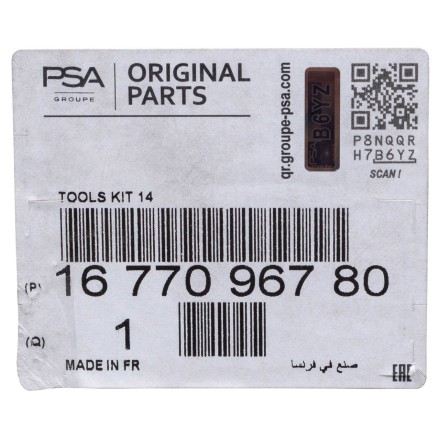 PSA
GROUPE
ORIGINAL
PARTS
qr.groupe-psa.com
PSA B6YZ
P8NQQR
H7B6YZ
SCAN !
TOOLS KIT 14
(P) 16 770 967 80
(Q) 1
MADE IN FR
صنع في فرنسا
EAC